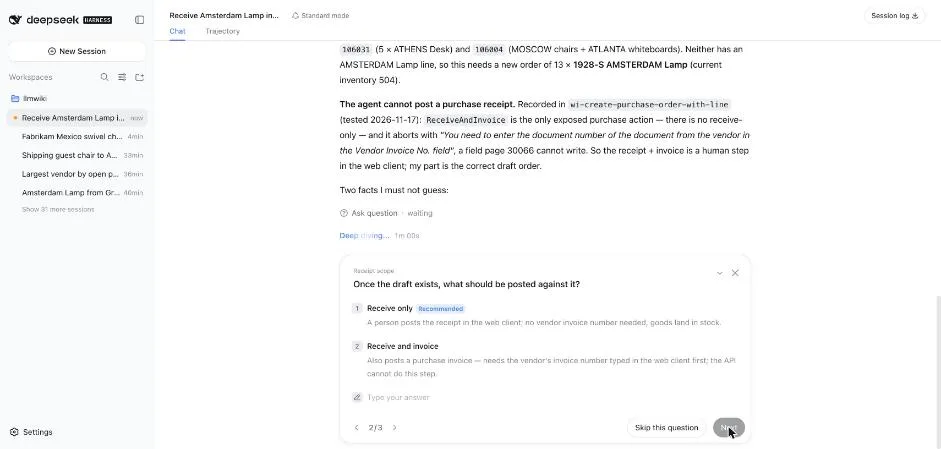 deepseek HARNESS
New Session
Workspaces
llmwiki
Receive Amsterdam Lamp i... now
Fabrikam Mexico swivel ch... 4min
Shipping guest chair to A... 33min
Largest vendor by open p... 36min
Amsterdam Lamp from Gr... 40min
Show 31 more sessions
Settings
Receive Amsterdam Lamp in... Standard mode
Session log
Chat Trajectory
106031 (5 × ATHENS Desk) and 106004 (MOSCOW chairs + ATLANTA whiteboards). Neither has an
AMSTERDAM Lamp line, so this needs a new order of 13 × 1928-S AMSTERDAM Lamp (current
inventory 504).
The agent cannot post a purchase receipt. Recorded in wi-create-purchase-order-with-line
(tested 2026-11-17): ReceiveAndInvoice is the only exposed purchase action — there is no receive-
only — and it aborts with "You need to enter the document number of the document from the vendor in
the Vendor Invoice No. field", a field page 30066 cannot write. So the receipt + invoice is a human step
in the web client; my part is the correct draft order.
Two facts I must not guess:
Ask question · waiting
Deep diving... 1m 00s
Receipt scope
Once the draft exists, what should be posted against it?
1 Receive only Recommended
A person posts the receipt in the web client; no vendor invoice number needed, goods land in stock.
2 Receive and invoice
Also posts a purchase invoice — needs the vendor's invoice number typed in the web client first; the API
cannot do this step.
Type your answer
2/3
Skip this question
Next